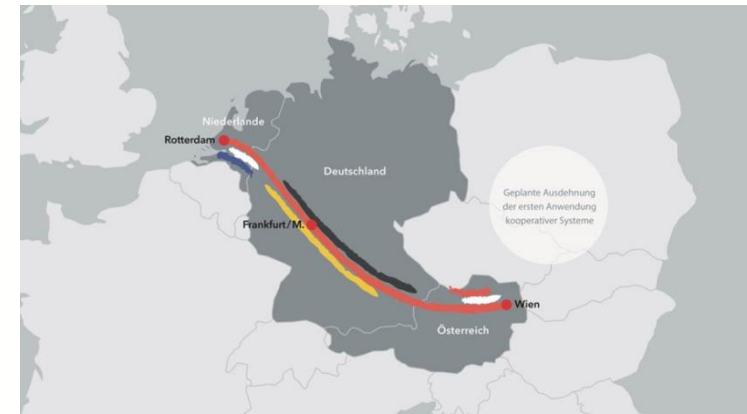 Niederlande
Rotterdam
Deutschland
Geplante Ausdehnung
der ersten Anwendung
kooperativer Systeme
Frankfurt/M.
Wien
Österreich